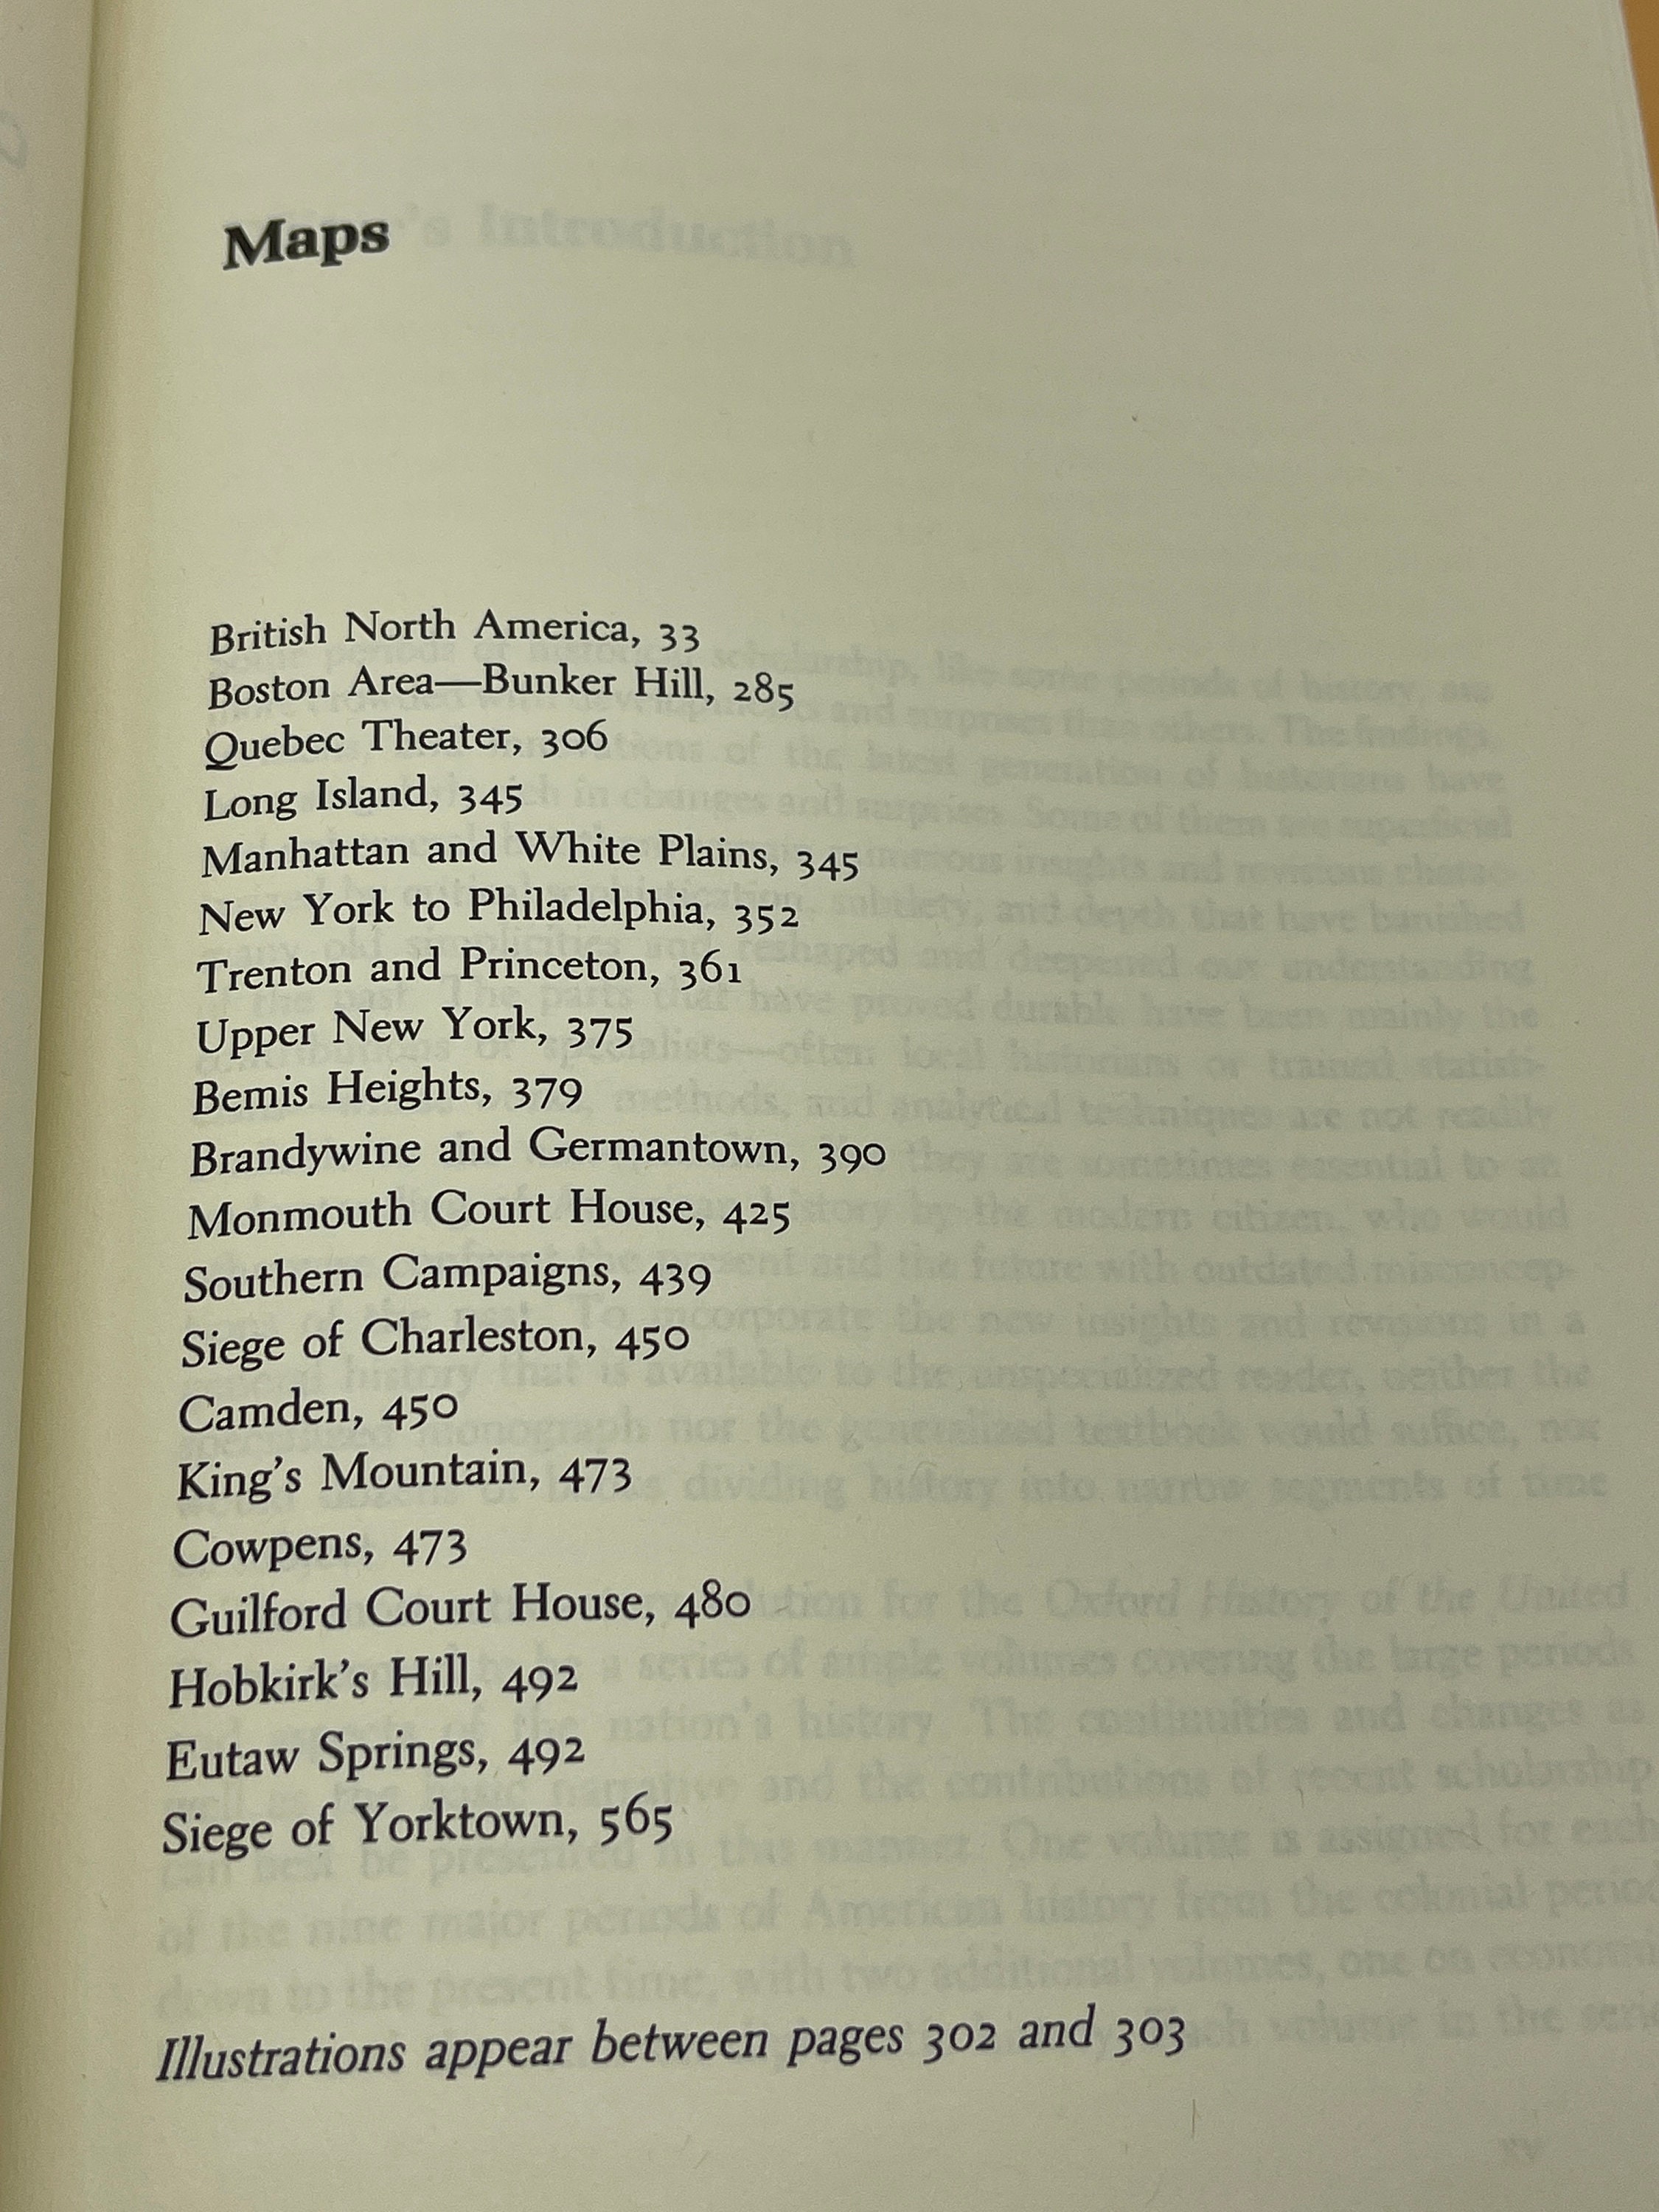 Maps
British North America, 33
Boston Area—Bunker Hill, 285
Quebec Theater, 306
Long Island, 345
Manhattan and White Plains, 345
New York to Philadelphia, 352
Trenton and Princeton, 361
Upper New York, 375
Bemis Heights, 379
Brandywine and Germantown, 390
Monmouth Court House, 425
Southern Campaigns, 439
Siege of Charleston, 450
Camden, 450
King's Mountain, 473
Cowpens, 473
Guilford Court House, 480
Hobkirk's Hill, 492
Eutaw Springs, 492
Siege of Yorktown, 565
Illustrations appear between pages 302 and 303